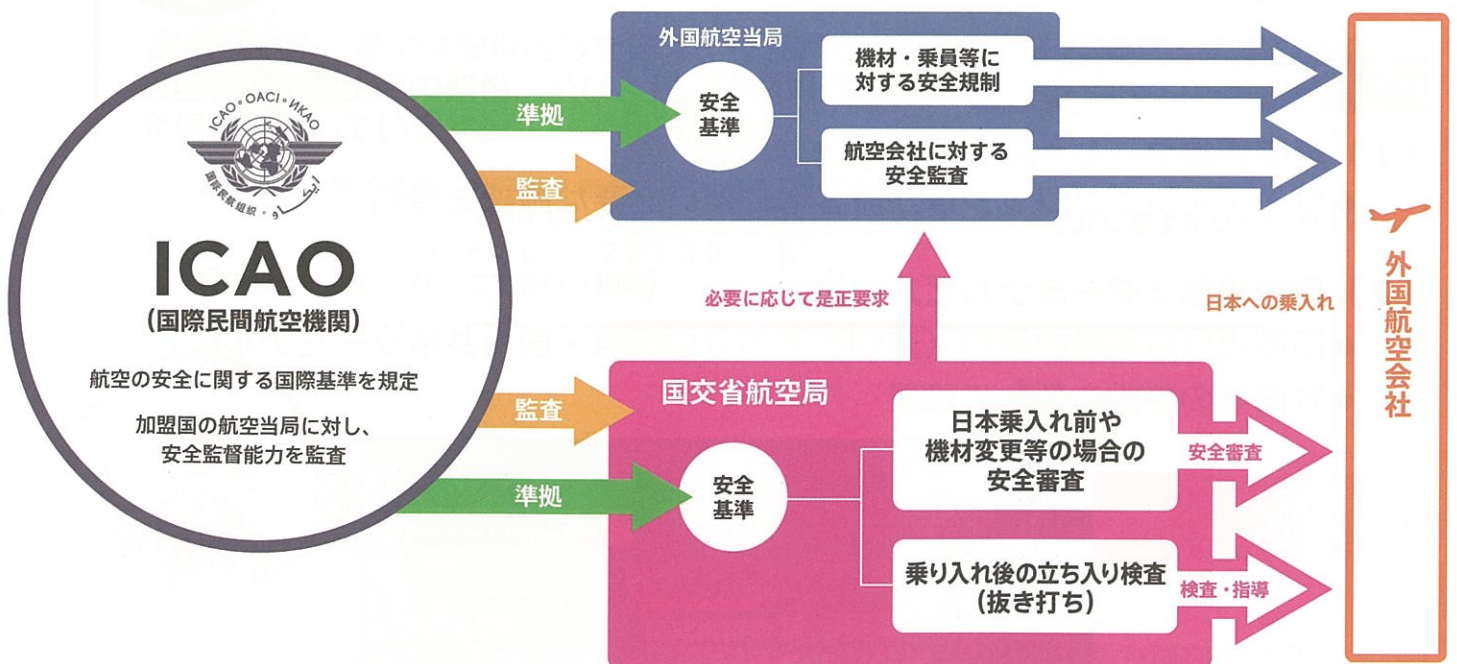 ICAO・OACI・ИКАО
国际民航组织
ICAO
(国際民間航空機関)
航空の安全に関する国際基準を規定
加盟国の航空当局に対し、
安全監督能力を監査
準拠
監査
外国航空当局
安全
基準
機材・乗員等に
対する安全規制
航空会社に対する
安全監査
必要に応じて是正要求
日本への乗入れ
監査
準拠
国交省航空局
安全
基準
日本乗入れ前や
機材変更等の場合の
安全審査
安全審査
乗り入れ後の立ち入り検査
(抜き打ち)
検査・指導
外国航空会社